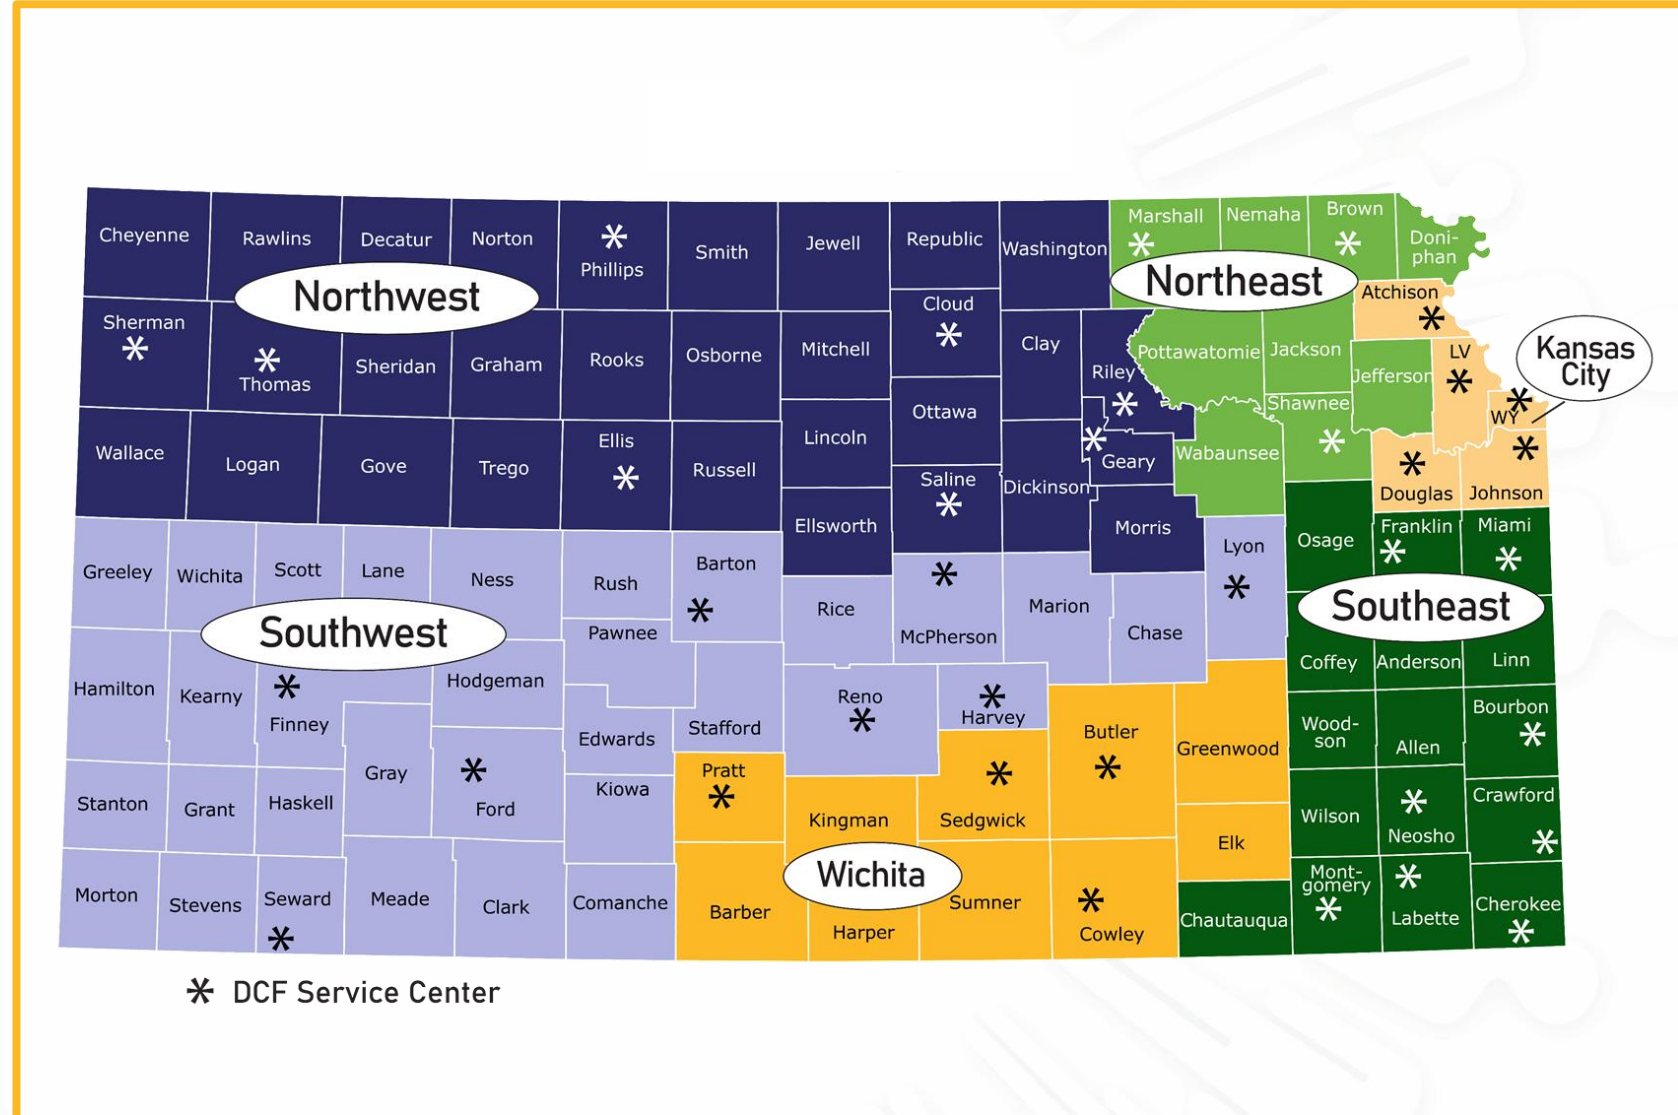 Cheyenne
Rawlins
Decatur
Norton
Phillips
Smith
Jewell
Republic
Washington
Marshall
Nemaha
Brown
Doni-
phan
Northwest
Northeast
Atchison
Sherman
Thomas
Sheridan
Graham
Rooks
Osborne
Mitchell
Cloud
Clay
Riley
Pottawatomie
Jackson
Jefferson
LV
Kansas
City
WY
Ottawa
Shawnee
Wallace
Logan
Gove
Trego
Ellis
Russell
Lincoln
Saline
Dickinson
Geary
Wabaunsee
Douglas
Johnson
Ellsworth
Morris
Lyon
Osage
Franklin
Miami
Greeley
Wichita
Scott
Lane
Ness
Rush
Barton
Rice
McPherson
Marion
Chase
Southwest
Southeast
Pawnee
Coffey
Anderson
Linn
Hamilton
Kearny
Finney
Hodgeman
Edwards
Stafford
Reno
Harvey
Butler
Greenwood
Wood-
son
Allen
Bourbon
Stanton
Grant
Haskell
Gray
Ford
Kiowa
Pratt
Kingman
Sedgwick
Elk
Wilson
Neosho
Crawford
Wichita
Morton
Stevens
Seward
Meade
Clark
Comanche
Barber
Harper
Sumner
Cowley
Chautauqua
Mont-
gomery
Labette
Cherokee
* DCF Service Center